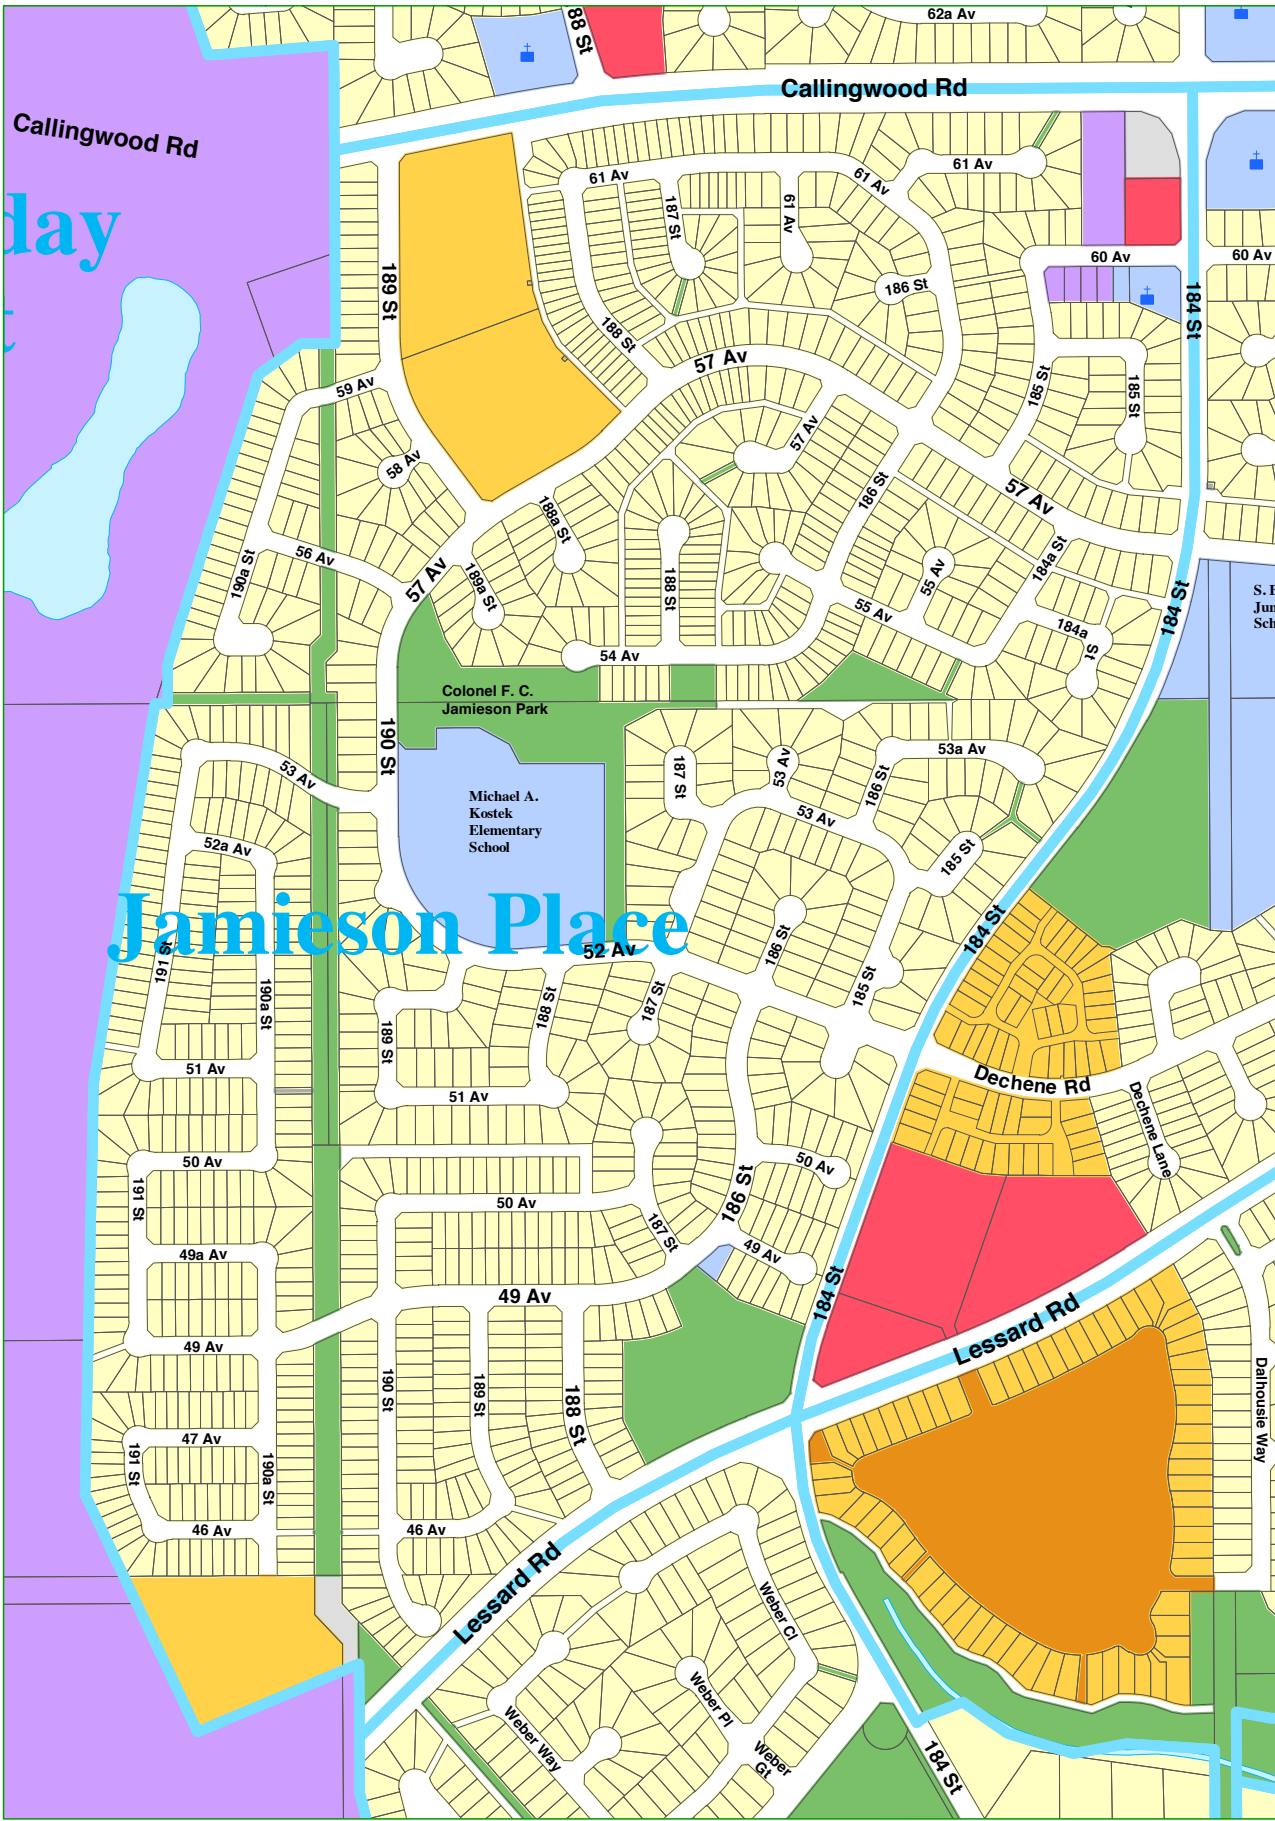 88 St
62a Av
Callingwood Rd
Callingwood Rd
61 Av
61 Av
61 Av
187 St
61 Av
day
t
189 St
60 Av
60 Av
186 St
184 St
188 St
57 Av
59 Av
185 St
185 St
57 Av
58 Av
186 St
57 Av
188a St
56 Av
190a St
57 Av
189a St
188 St
184a St
55 Av
55 Av
184 St
184a
St
S. B
Jun
Sch
54 Av
Colonel F. C.
Jamieson Park
190 St
53 Av
187 St
53 Av
186 St
53a Av
Michael A.
Kostek
Elementary
School
53 Av
52a Av
185 St
Jamieson Place
191 St
52 Av
186 St
184 St
190a St
188 St
187 St
185 St
189 St
51 Av
51 Av
Dechene Rd
Dechene Lane
50 Av
50 Av
191 St
50 Av
186 St
187 St
49a Av
49 Av
184 St
49 Av
49 Av
Lessard Rd
190 St
189 St
188 St
Dalhousie Way
47 Av
191 St
190a St
46 Av
46 Av
Lessard Rd
Weber Cl
Weber Pl
Weber Way
Weber
Gt
184 St